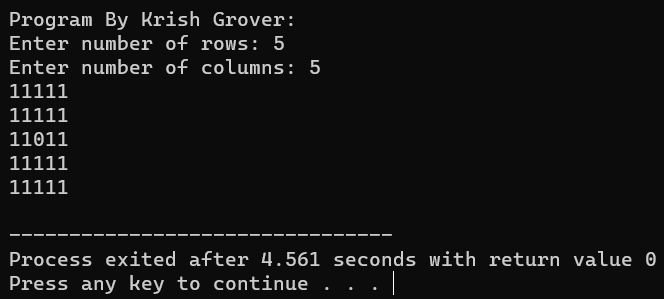 Program By Krish Grover:
Enter number of rows: 5
Enter number of columns: 5
11111
11111
11011
11111
11111
--------------------------------
Process exited after 4.561 seconds with return value 0
Press any key to continue . . .